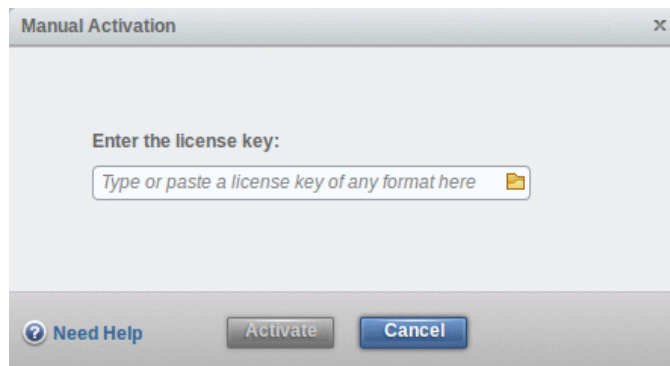 Manual Activation x
Enter the license key:
Type or paste a license key of any format here
Need Help Activate Cancel